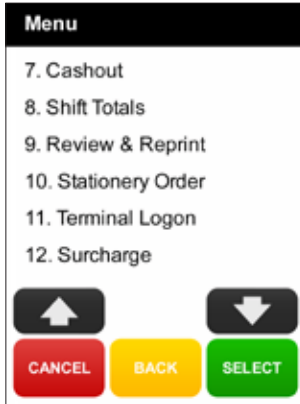 Menu
7. Cashout
8. Shift Totals
9. Review & Reprint
10. Stationery Order
11. Terminal Logon
12. Surcharge
CANCEL BACK SELECT